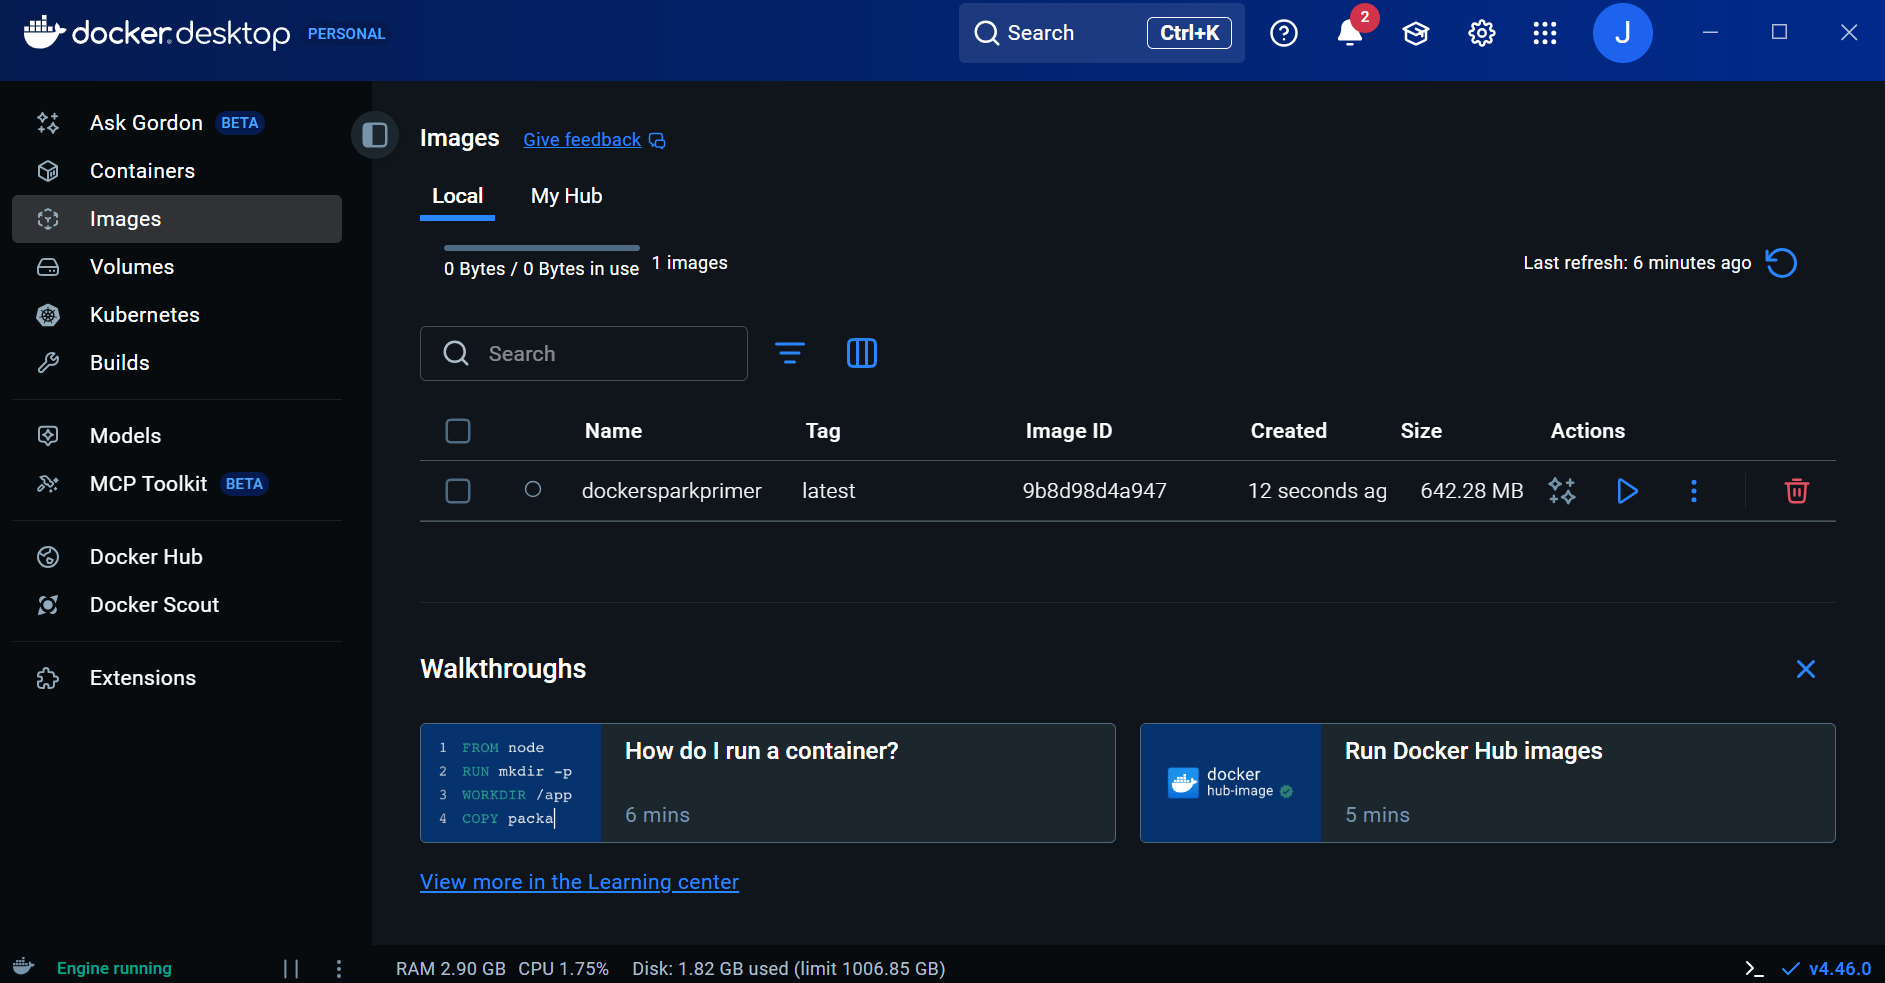 docker desktop PERSONAL
Search Ctrl+K
2
J
Ask Gordon BETA
Containers
Images
Volumes
Kubernetes
Builds
Models
MCP Toolkit BETA
Docker Hub
Docker Scout
Extensions
Images Give feedback
Local My Hub
0 Bytes / 0 Bytes in use 1 images
Last refresh: 6 minutes ago
Search
Name Tag Image ID Created Size Actions
dockersparkprimer latest 9b8d98d4a947 12 seconds ag 642.28 MB
Walkthroughs
1 FROM node
2 RUN mkdir -p
3 WORKDIR /app
4 COPY packa
How do I run a container?
6 mins
docker
hub-image
Run Docker Hub images
5 mins
View more in the Learning center
Engine running
RAM 2.90 GB CPU 1.75% Disk: 1.82 GB used (limit 1006.85 GB)
v4.46.0